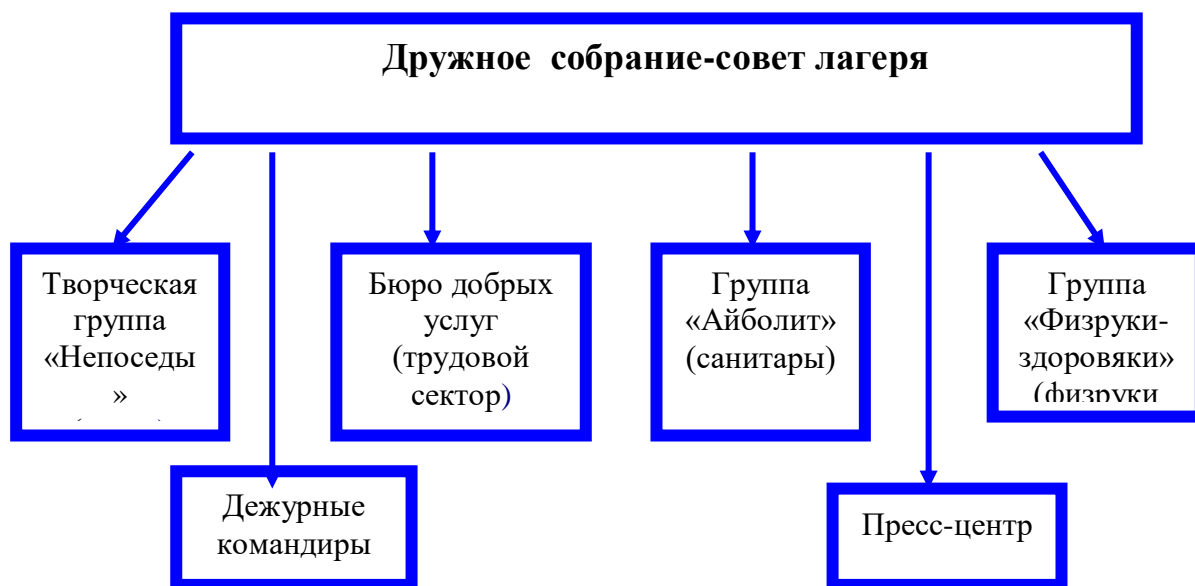 Дружное собрание-совет лагеря
Творческая
группа
«Непоседы
»
Бюро добрых
услуг
(трудовой
сектор)
Группа
«Айболит»
(санитары)
Группа
«Физруки-
здоровяки»
(физруки
Дежурные
командиры
Пресс-центр